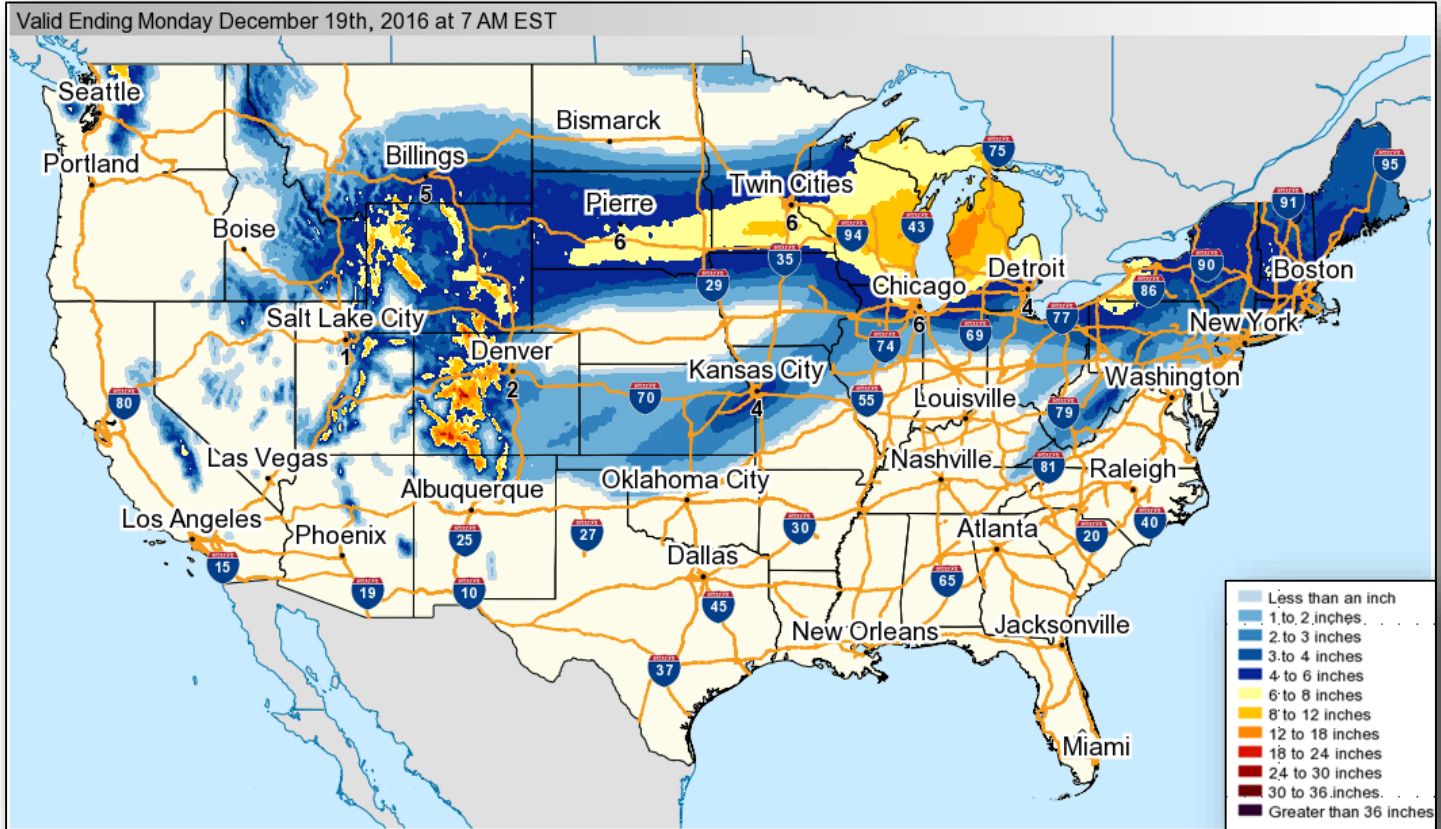 Valid Ending Monday December 19th, 2016 at 7 AM EST
Seattle
Bismarck
75
Portland
Billings
5
Twin Cities
6
95
Pierre
6
91
Boise
94
43
35
90
Boston
29
Chicago
6
Detroit
4
86
Salt Lake City
1
77
New York
74
69
Denver
2
Kansas City
4
Washington
80
70
55
Louisville
79
Las Vegas
Nashville
81
Raleigh
Albuquerque
Oklahoma City
Los Angeles
Phoenix
25
27
30
Atlanta
20
40
15
Dallas
19
10
65
45
New Orleans
Jacksonville
37
Miami
Less than an inch
1 to 2 inches
2 to 3 inches
3 to 4 inches
4 to 6 inches
6 to 8 inches
8 to 12 inches
12 to 18 inches
18 to 24 inches
24 to 30 inches
30 to 36 inches
Greater than 36 inches